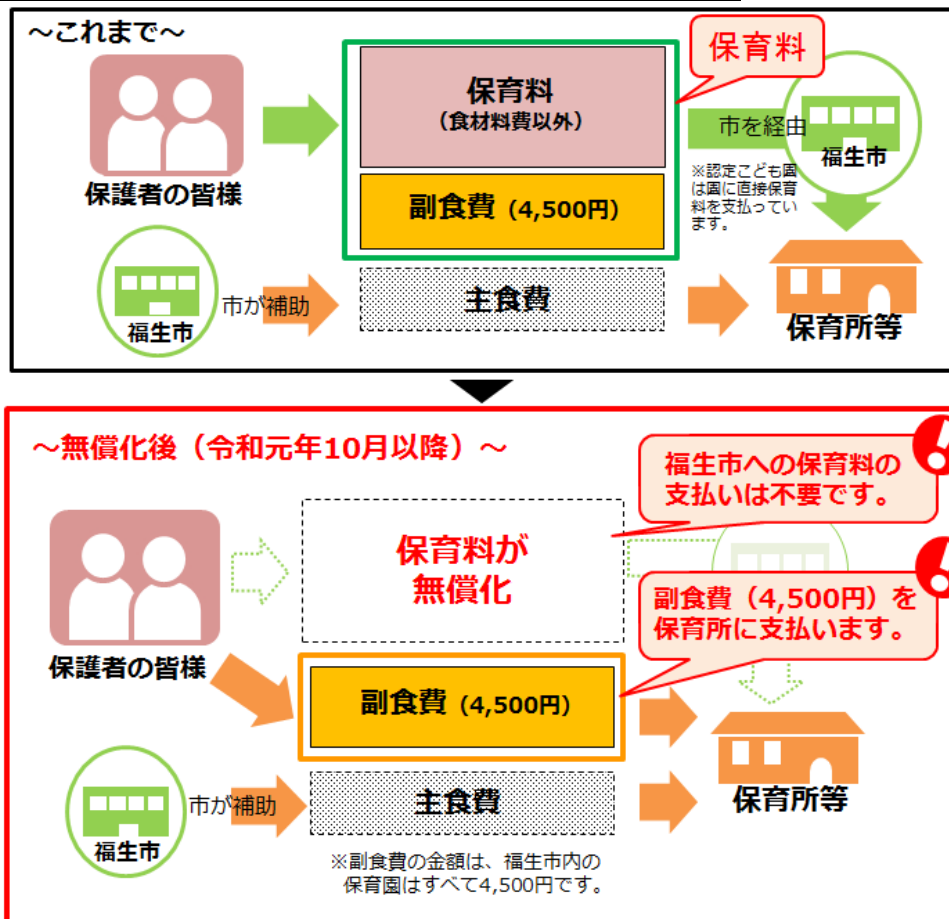 ～これまで～
保育料
保育料
（食材料費以外）
市を経由
福生市
保護者の皆様
副食費（4,500円）
※認定こども園
は園に直接保育
料を支払ってい
ます。
市が補助
主食費
福生市
保育所等
～無償化後（令和元年10月以降）～
福生市への保育料の
支払いは不要です。
保育料が
無償化
副食費（4,500円）を
保育所に支払います。
保護者の皆様
副食費（4,500円）
市が補助
主食費
保育所等
福生市
※副食費の金額は、福生市内の
保育園はすべて4,500円です。